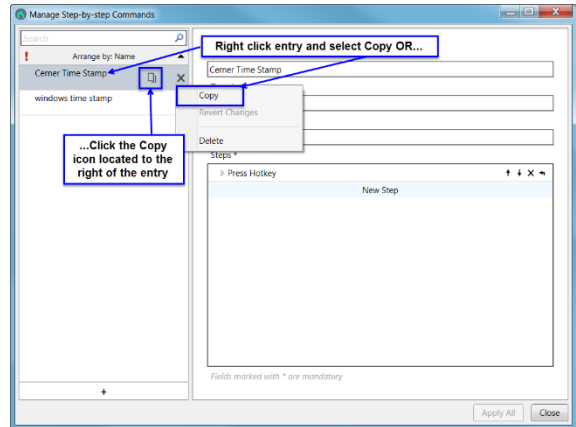 Manage Step-by-step Commands
Search
Right click entry and select Copy OR...
! Arrange by: Name
Cerner Time Stamp
Cerner Time Stamp
windows time stamp
Copy
Revert Changes
Delete
...Click the Copy
icon located to the
right of the entry
Steps *
Press Hotkey
New Step
Fields marked with * are mandatory
+
Apply All
Close